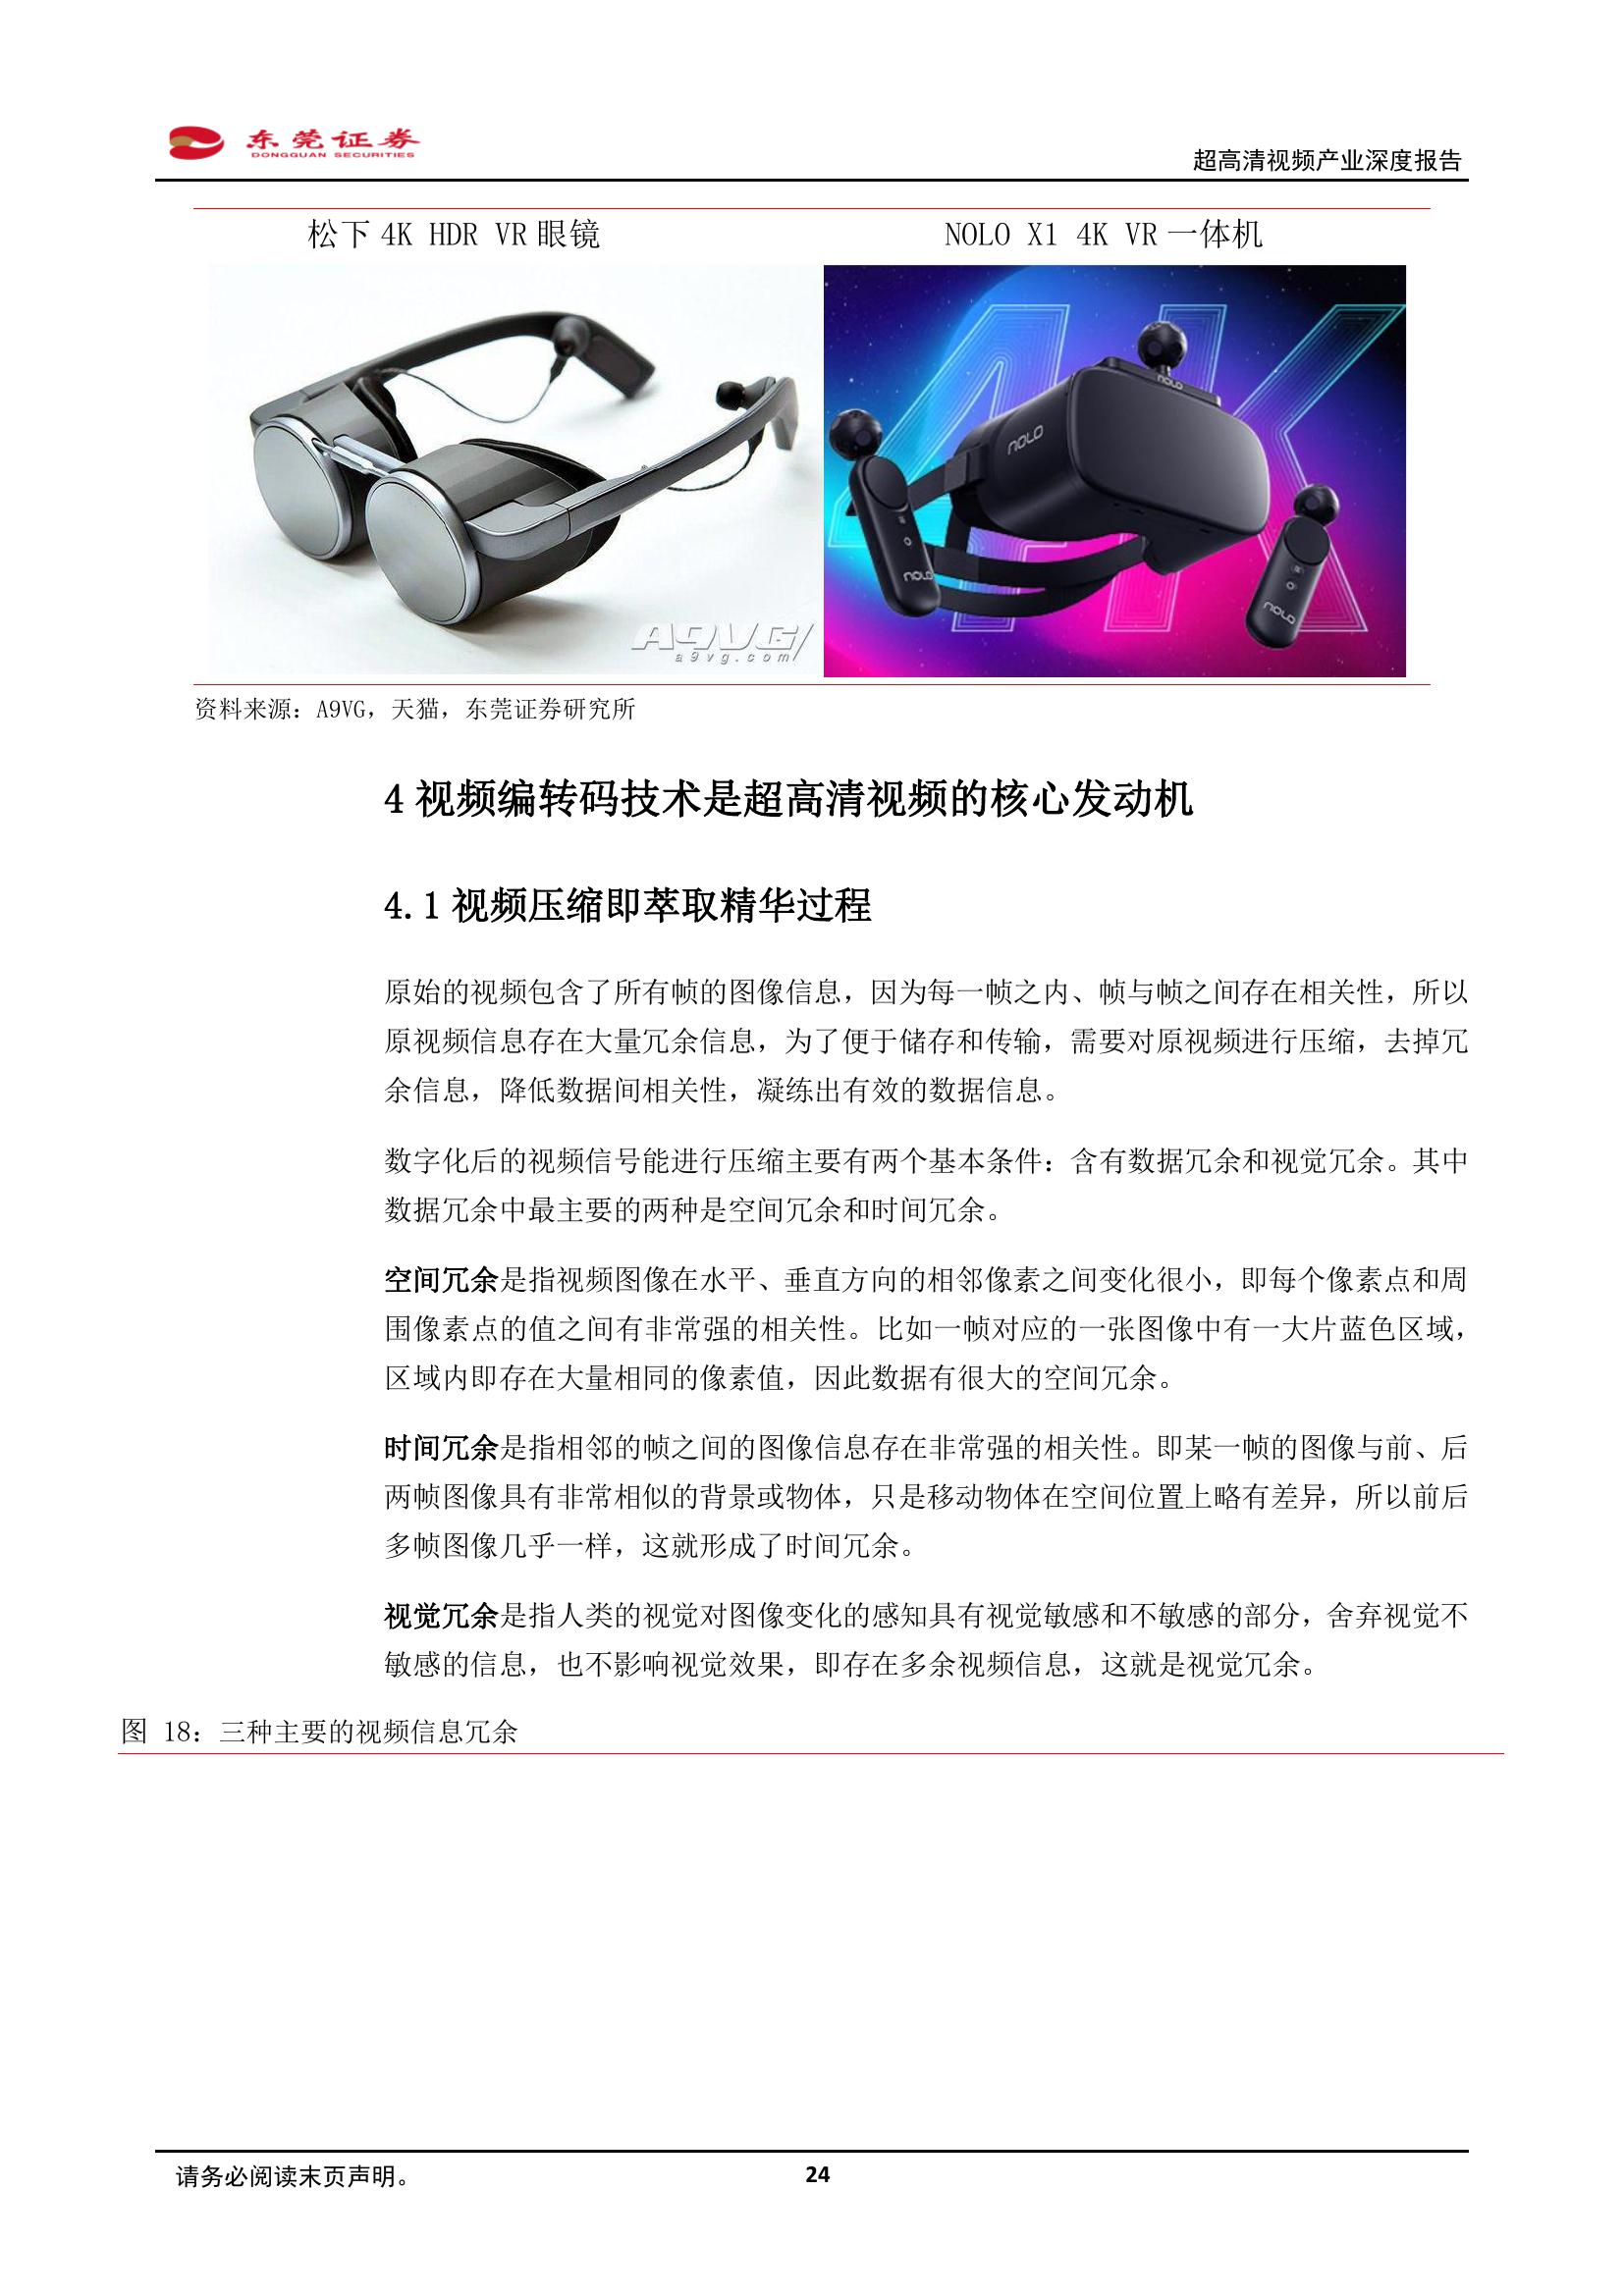 东莞证券
DONGGUAN SECURITIES
超高清视频产业深度报告
松下 4K HDR VR 眼镜
NOLO X1 4K VR 一体机
4K
NOLO
NOLO
NOLO
NOLO
A9VG
a9vg.com
资料来源：A9VG，天猫，东莞证券研究所
4 视频编转码技术是超高清视频的核心发动机
4.1 视频压缩即萃取精华过程
原始的视频包含了所有帧的图像信息，因为每一帧之内、帧与帧之间存在相关性，所以
原视频信息存在大量冗余信息，为了便于储存和传输，需要对原视频进行压缩，去掉冗
余信息，降低数据间相关性，凝练出有效的数据信息。
数字化后的视频信号能进行压缩主要有两个基本条件：含有数据冗余和视觉冗余。其中
数据冗余中最主要的两种是空间冗余和时间冗余。
空间冗余是指视频图像在水平、垂直方向的相邻像素之间变化很小，即每个像素点和周
围像素点的值之间有非常强的相关性。比如一帧对应的一张图像中有一大片蓝色区域，
区域内即存在大量相同的像素值，因此数据有很大的空间冗余。
时间冗余是指相邻的帧之间的图像信息存在非常强的相关性。即某一帧的图像与前、后
两帧图像具有非常相似的背景或物体，只是移动物体在空间位置上略有差异，所以前后
多帧图像几乎一样，这就形成了时间冗余。
视觉冗余是指人类的视觉对图像变化的感知具有视觉敏感和不敏感的部分，舍弃视觉不
敏感的信息，也不影响视觉效果，即存在多余视频信息，这就是视觉冗余。
图 18：三种主要的视频信息冗余
请务必阅读末页声明。
24